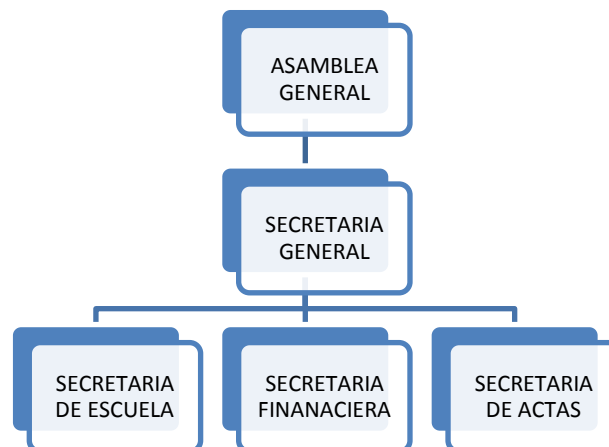 ASAMBLEA
GENERAL
SECRETARIA
GENERAL
SECRETARIA
DE ESCUELA
SECRETARIA
FINANACIERA
SECRETARIA
DE ACTAS